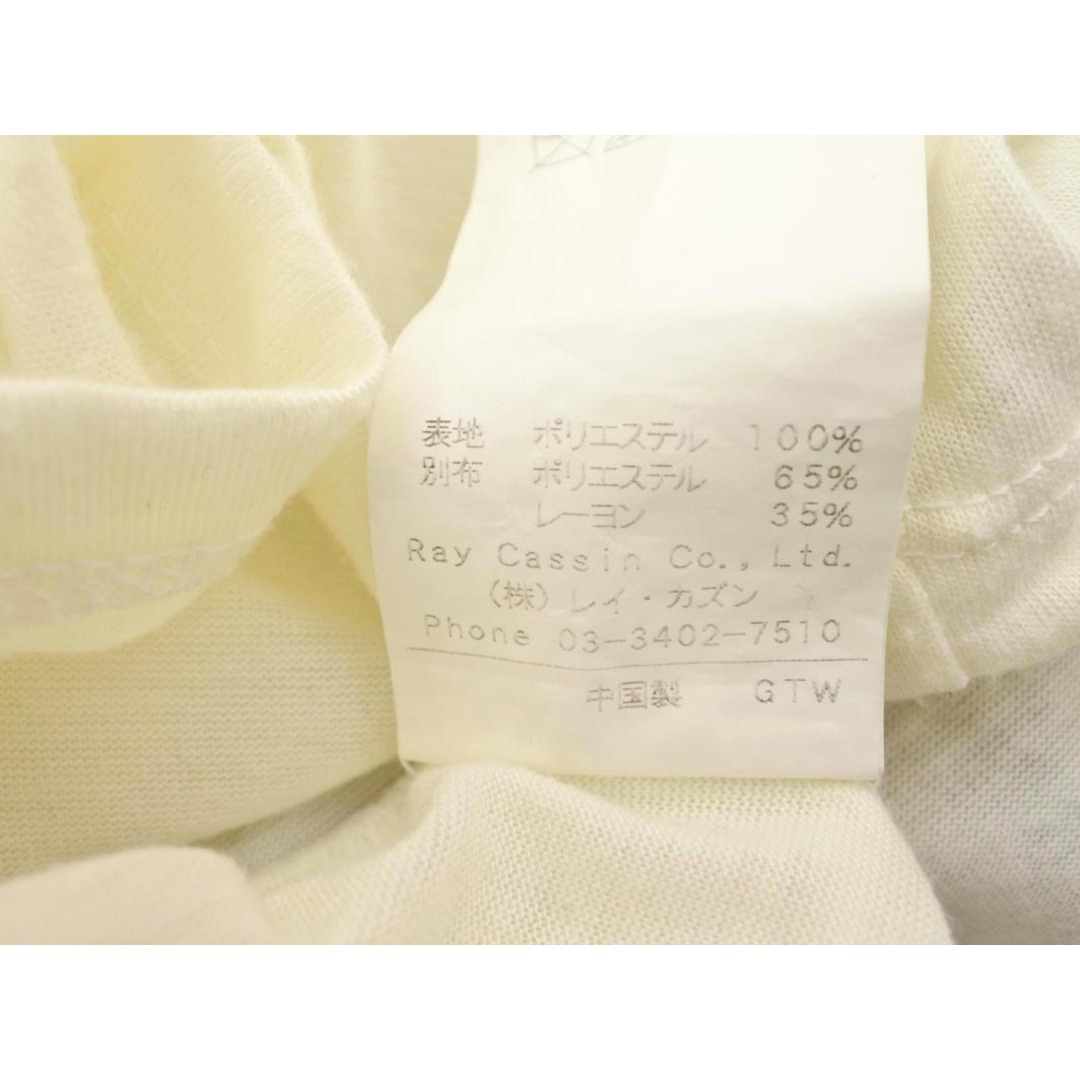 表地 ポリエステル 100%
別布 ポリエステル 65%
レーヨン 35%
Ray Cassin Co., Ltd.
(株)レイ・カズン
Phone 03-3402-7510
中国製 GTW